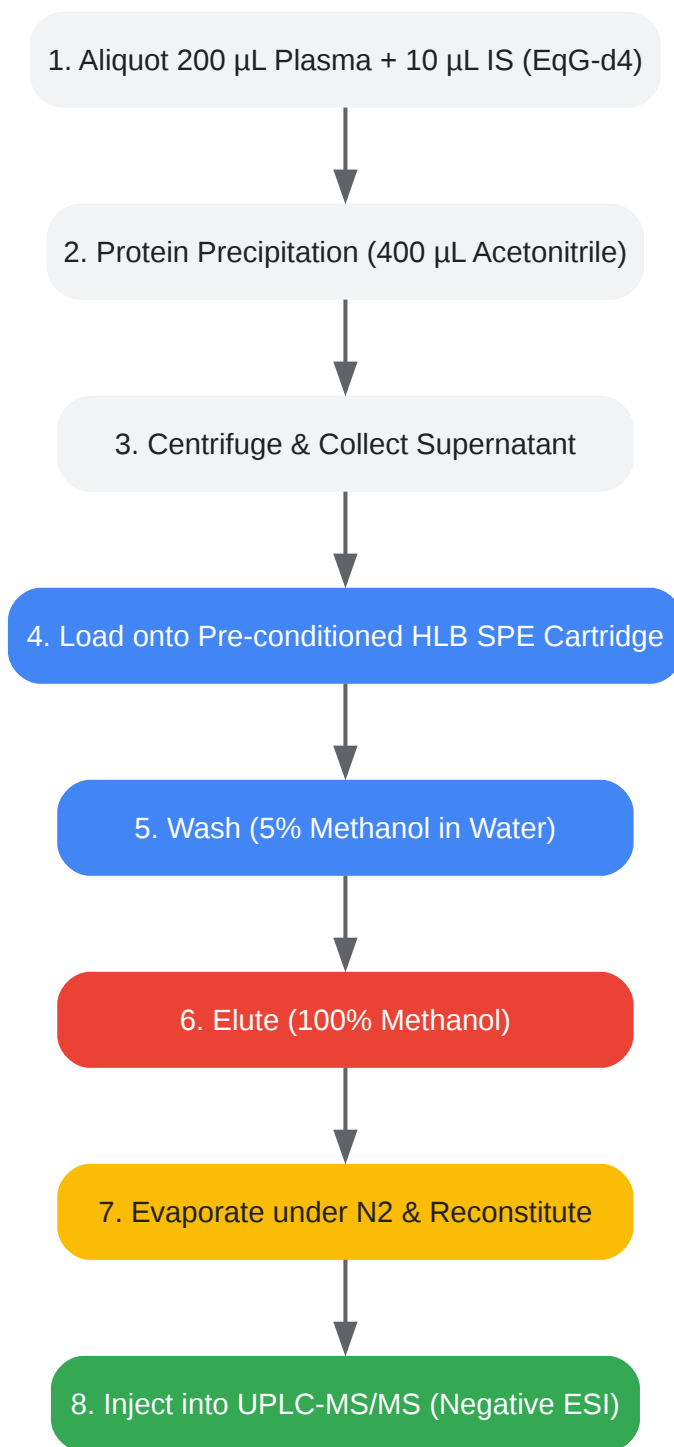 1. Aliquot 200 µL Plasma + 10 µL IS (EqG-d4)
2. Protein Precipitation (400 µL Acetonitrile)
3. Centrifuge & Collect Supernatant
4. Load onto Pre-conditioned HLB SPE Cartridge
5. Wash (5% Methanol in Water)
6. Elute (100% Methanol)
7. Evaporate under N2 & Reconstitute
8. Inject into UPLC-MS/MS (Negative ESI)